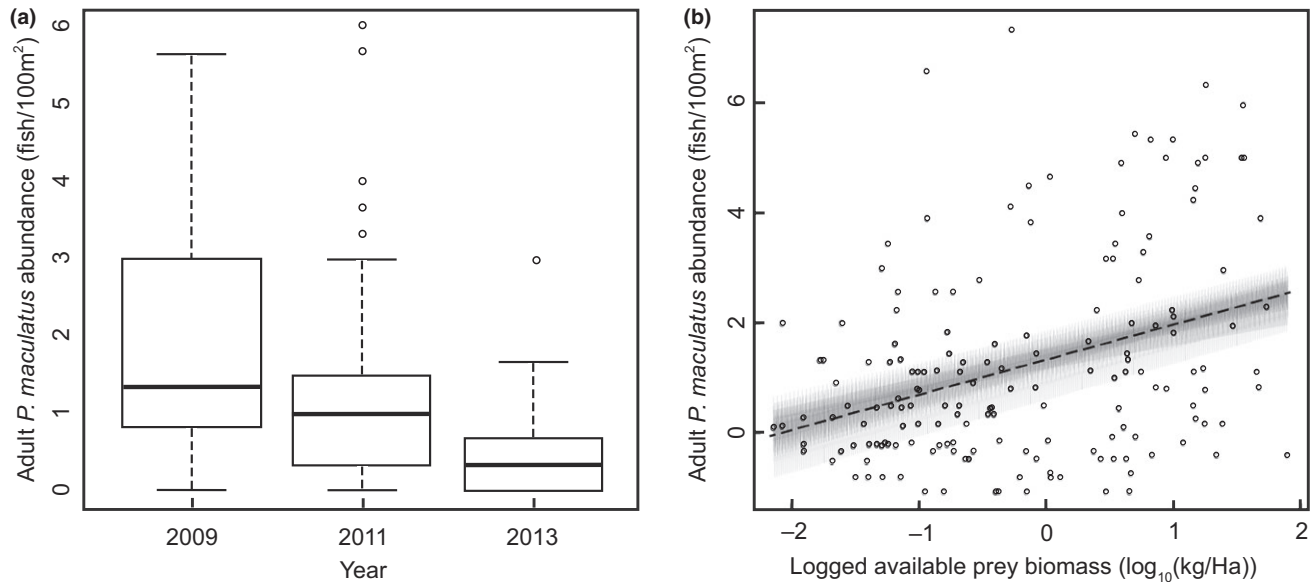 (a)
Adult P. maculatus abundance (fish/100m²)
6
5
4
3
2
1
0
2009 2011 2013
Year
(b)
Adult P. maculatus abundance (fish/100m²)
6
4
2
0
–2 –1 0 1 2
Logged available prey biomass (log₁₀(kg/Ha))